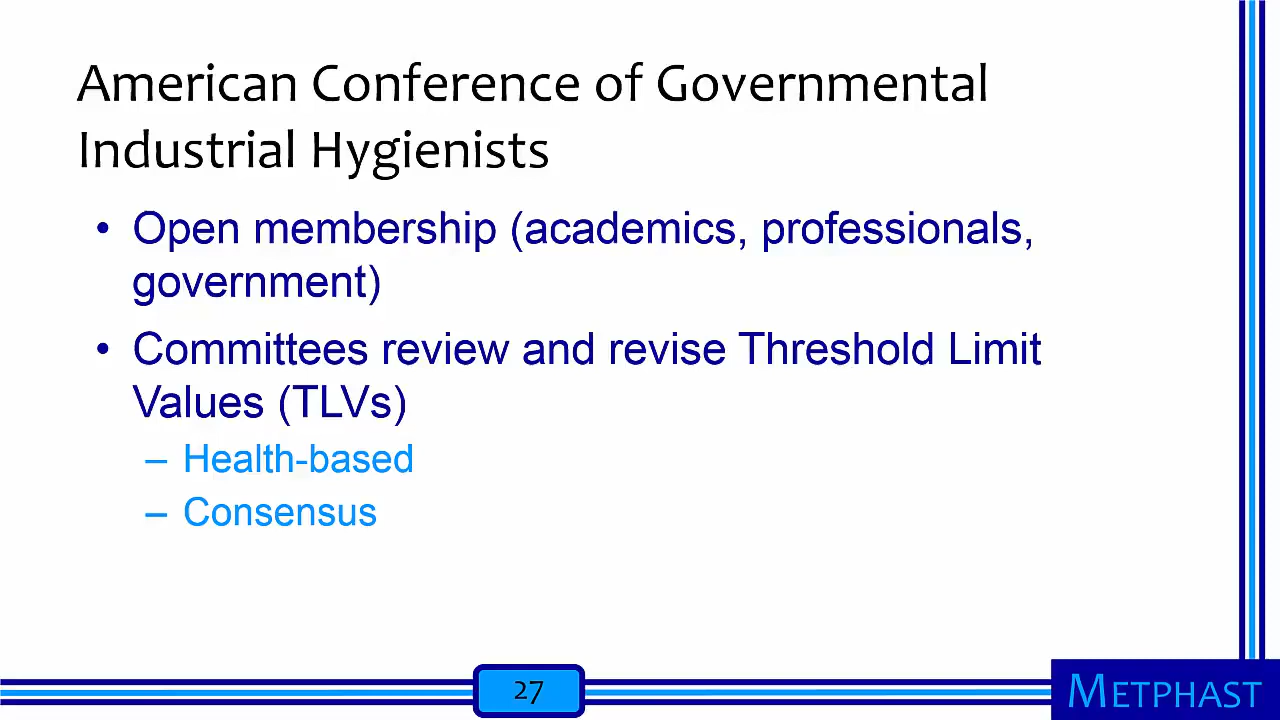 American Conference of Governmental
Industrial Hygienists
• Open membership (academics, professionals,
government)
• Committees review and revise Threshold Limit
Values (TLVs)
– Health-based
– Consensus
27
METPHAST